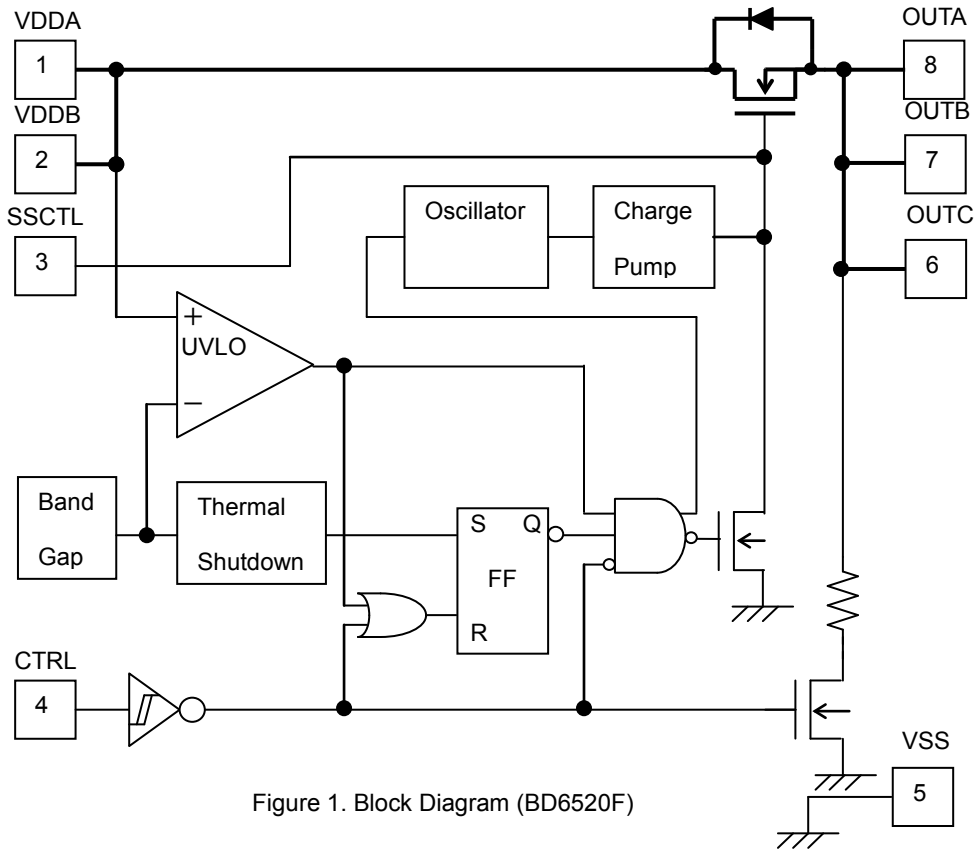 VDDA
1
VDDB
2
SSCTL
3
OUTA
8
OUTB
7
OUTC
6
Oscillator
Charge
Pump
+
UVLO
−
Band
Gap
Thermal
Shutdown
S Q
FF
R
CTRL
4
VSS
5
Figure 1. Block Diagram (BD6520F)